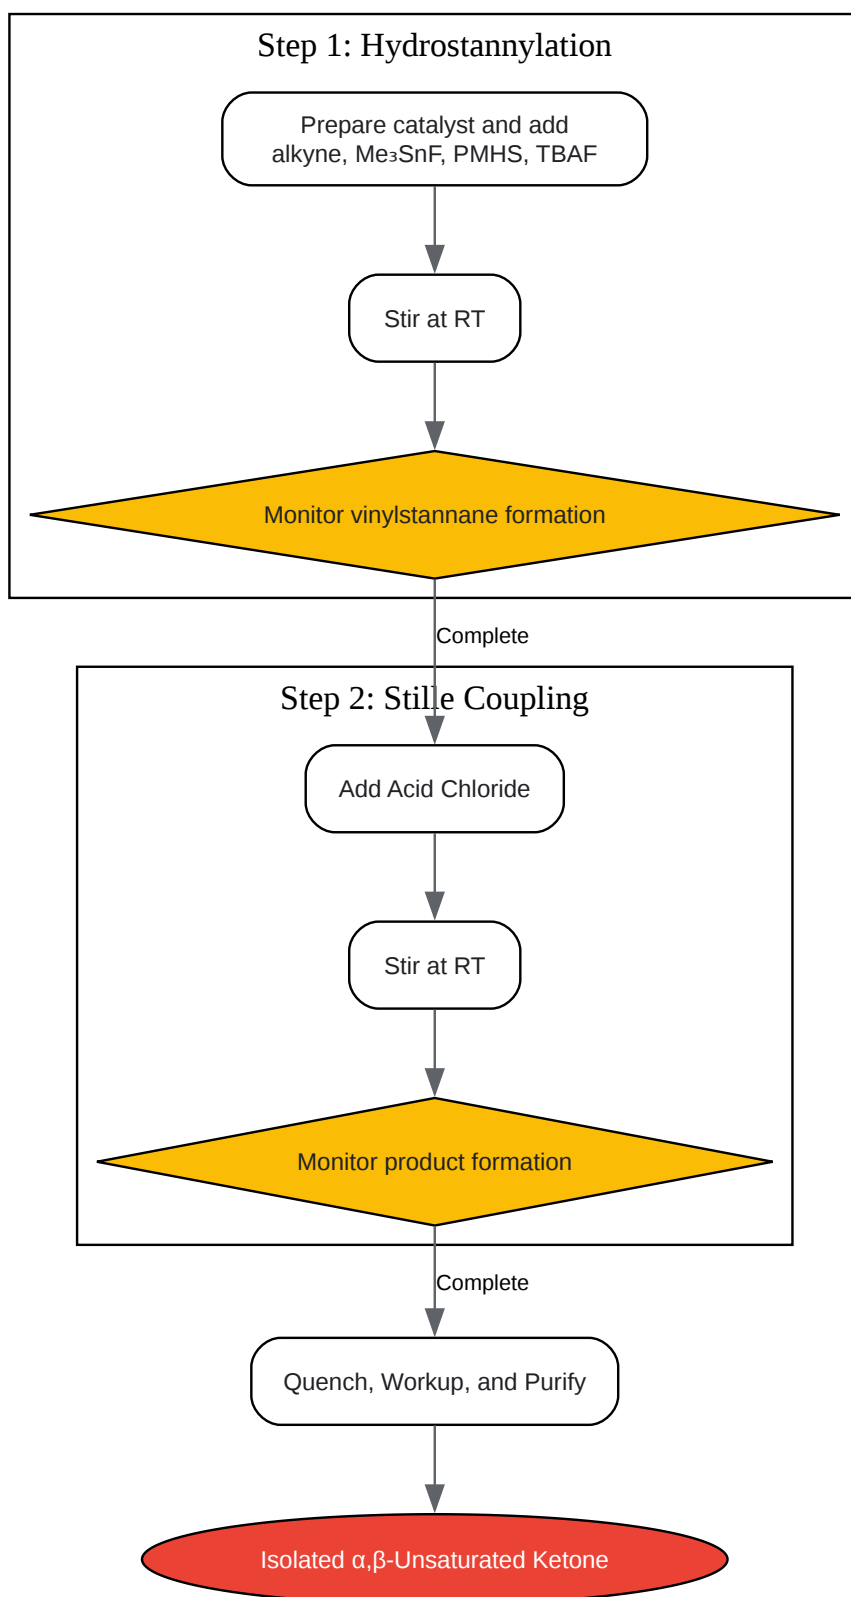 Step 1: Hydrostannylation
Prepare catalyst and add
alkyne, Me₃SnF, PMHS, TBAF
Stir at RT
Monitor vinylstannane formation
Complete
Step 2: Stille Coupling
Add Acid Chloride
Stir at RT
Monitor product formation
Complete
Quench, Workup, and Purify
Isolated α,β-Unsaturated Ketone